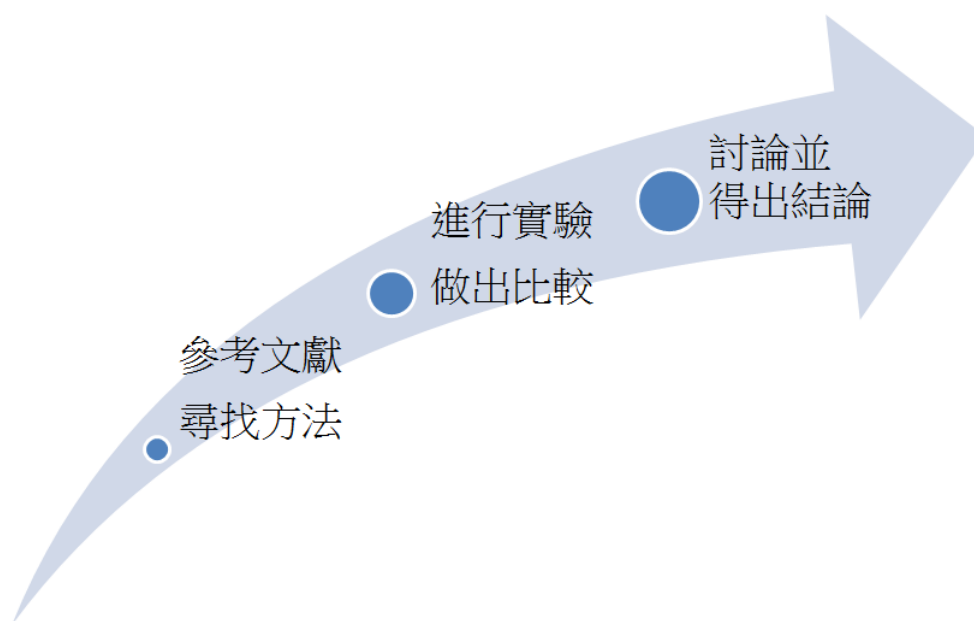 參考文獻
尋找方法
進行實驗
做出比較
討論並
得出結論